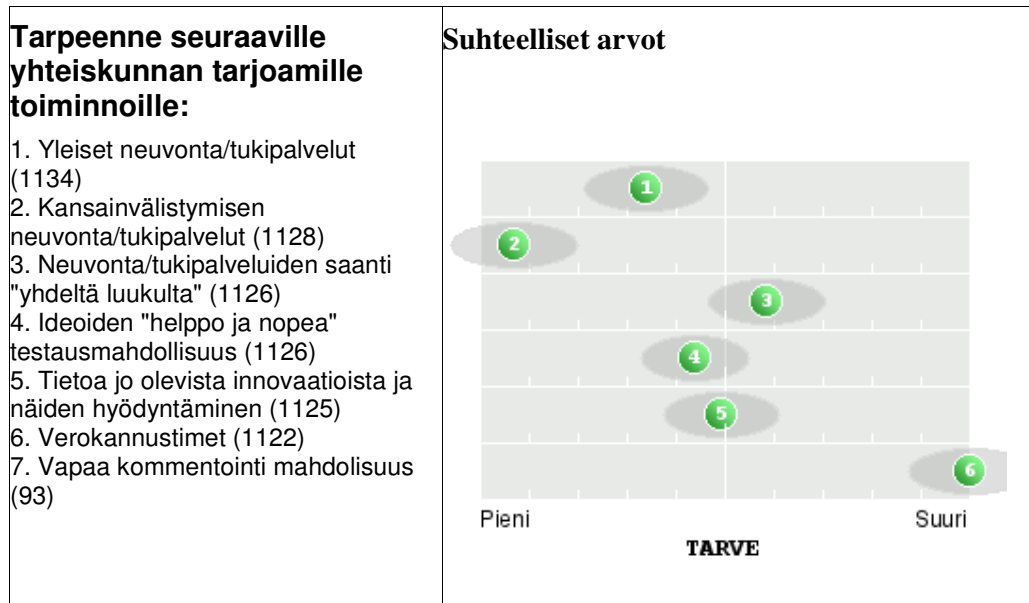 Tarpeenne seuraaville
yhteiskunnan tarjoamille
toiminnoille:
1. Yleiset neuvonta/tukipalvelut
(1134)
2. Kansainvälistymisen
neuvonta/tukipalvelut (1128)
3. Neuvonta/tukipalveluiden saanti
"yhdeltä luukulta" (1126)
4. Ideoiden "helppo ja nopea"
testausmahdollisuus (1126)
5. Tietoa jo olevista innovaatioista ja
näiden hyödyntäminen (1125)
6. Verokannustimet (1122)
7. Vapaa kommentointi mahdolisuus
(93)
Suhteelliset arvot
1
2
3
4
5
6
Pieni Suuri
TARVE